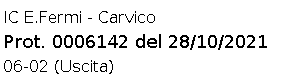 IC E.Fermi - Carvico
Prot. 0006142 del 28/10/2021
06-02 (Uscita)